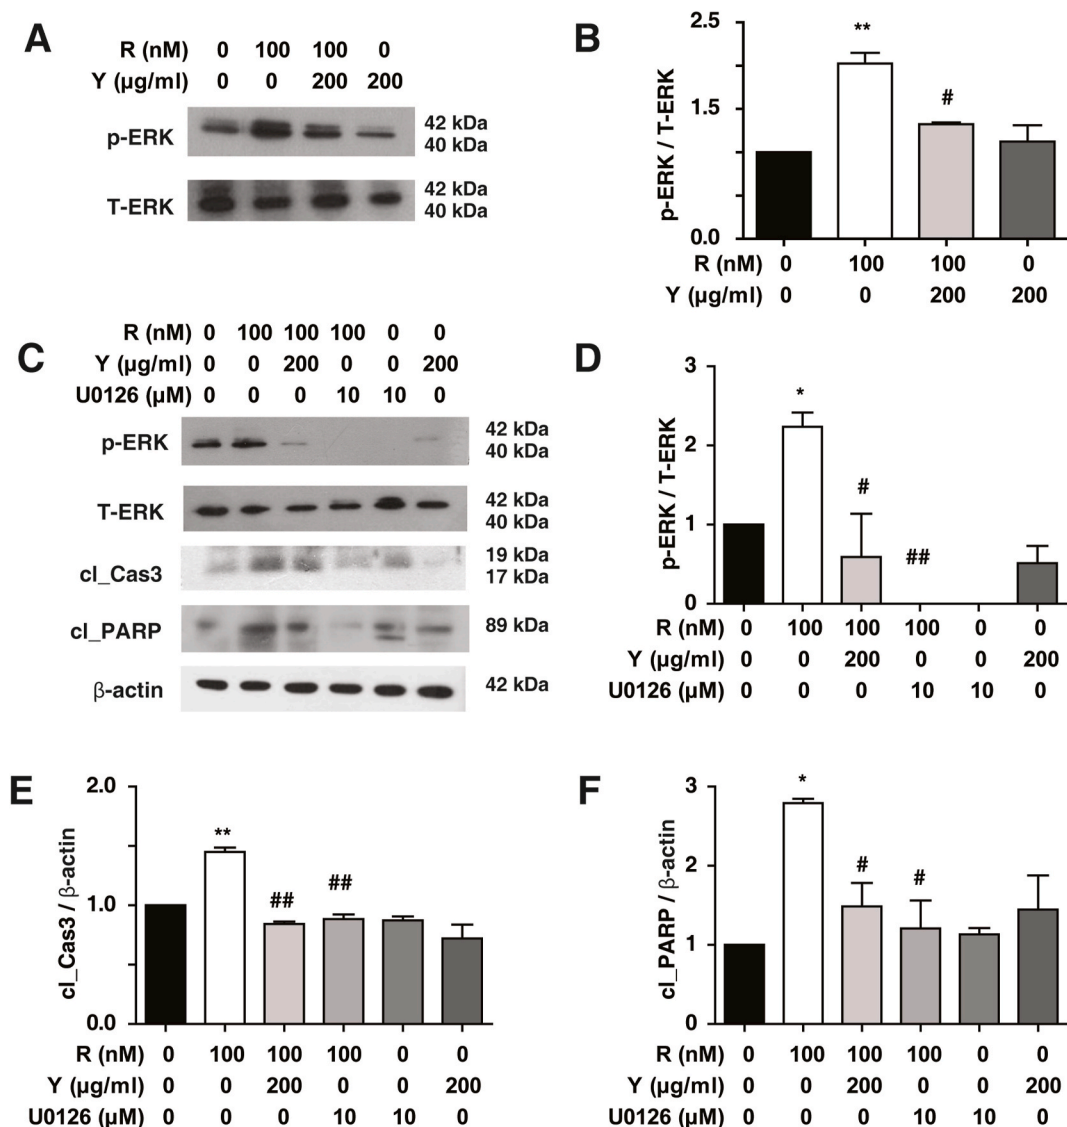 A
R (nM) 0 100 100 0
Y (µg/ml) 0 0 200 200
p-ERK 42 kDa
40 kDa
T-ERK 42 kDa
40 kDa
B
p-ERK / T-ERK
2.5
1.5
0.0
**
#
R (nM) 0 100 100 0
Y (µg/ml) 0 0 200 200
C
R (nM) 0 100 100 100 0 0
Y (µg/ml) 0 0 200 0 0 200
U0126 (µM) 0 0 0 10 10 0
p-ERK 42 kDa
40 kDa
T-ERK 42 kDa
40 kDa
cl_Cas3 19 kDa
17 kDa
cl_PARP 89 kDa
β-actin 42 kDa
D
p-ERK / T-ERK
3
2
1
0
*
#
##
R (nM) 0 100 100 100 0 0
Y (µg/ml) 0 0 200 0 0 200
U0126 (µM) 0 0 0 10 10 0
E
cl_Cas3 / β-actin
2.0
1.0
0.0
**
##
##
R (nM) 0 100 100 100 0 0
Y (µg/ml) 0 0 200 0 0 200
U0126 (µM) 0 0 0 10 10 0
F
cl_PARP / β-actin
3
2
1
0
*
#
#
R (nM) 0 100 100 100 0 0
Y (µg/ml) 0 0 200 0 0 200
U0126 (µM) 0 0 0 10 10 0